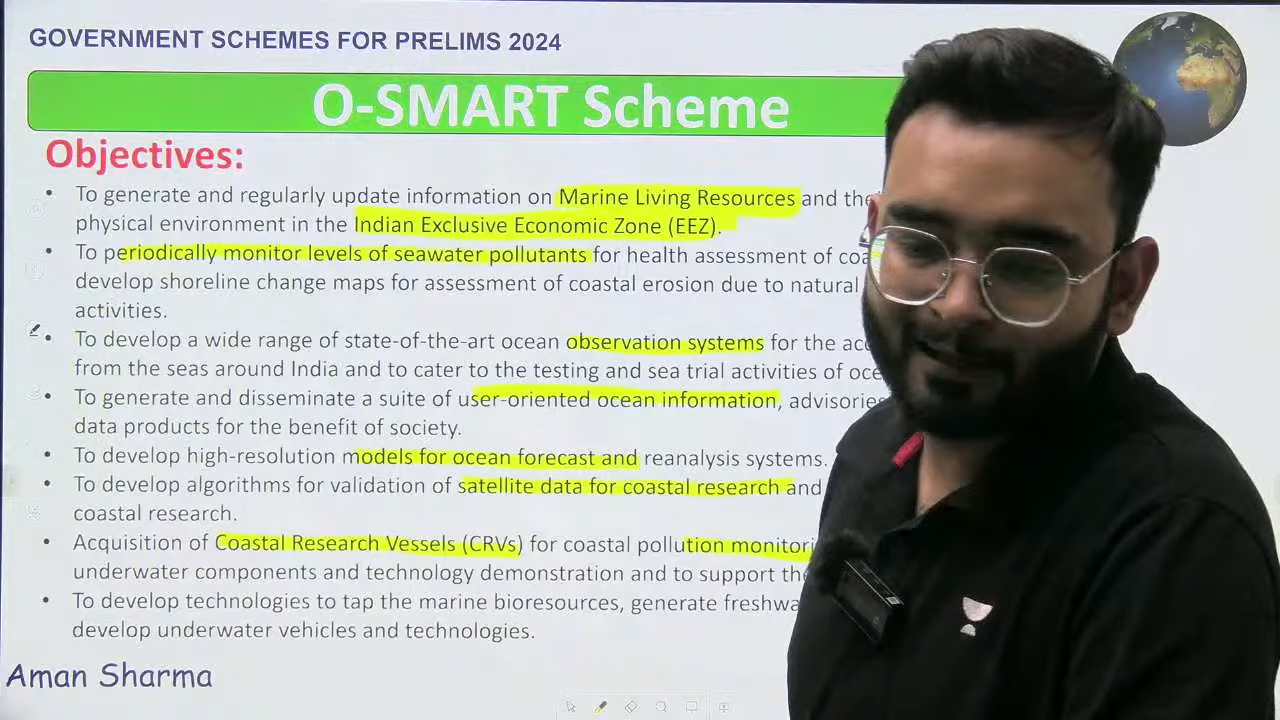 GOVERNMENT SCHEMES FOR PRELIMS 2024
O-SMART Scheme
Objectives:
• To generate and regularly update information on Marine Living Resources and
physical environment in the Indian Exclusive Economic Zone (EEZ).
• To periodically monitor levels of seawater pollutants for health assessment of
develop shoreline change maps for assessment of coastal erosion due to natural
activities.
• To develop a wide range of state-of-the-art ocean observation systems for the
from the seas around India and to cater to the testing and sea trial activities of
• To generate and disseminate a suite of user-oriented ocean information, advisories
data products for the benefit of society.
• To develop high-resolution models for ocean forecast and reanalysis systems.
• To develop algorithms for validation of satellite data for coastal research and
coastal research.
• Acquisition of Coastal Research Vessels (CRVs) for coastal pollution
underwater components and technology demonstration and to support
• To develop technologies to tap the marine bioresources, generate
develop underwater vehicles and technologies.
Aman Sharma